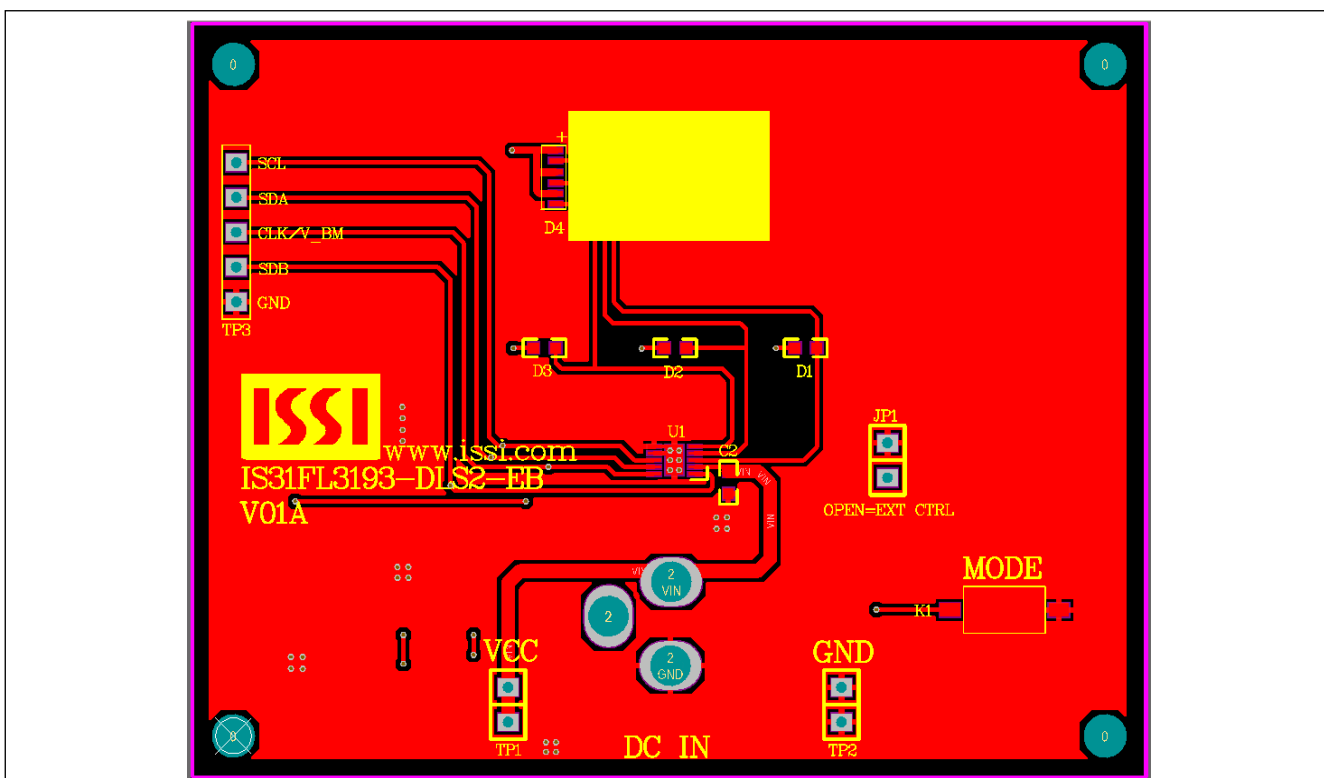 0
0
+
SCL
SDA
CLK/V_BM
SDB
GND
TP3
D4
D3
D2
D1
ISSI
www.issi.com
IS31FL3193-DLS2-EB
V01A
U1
C2
VIN
VIN
VIN
JP1
OPEN=EXT CTRL
MODE
K1
2
VIN
2
2
GND
VCC
GND
TP1
TP2
DC IN
0